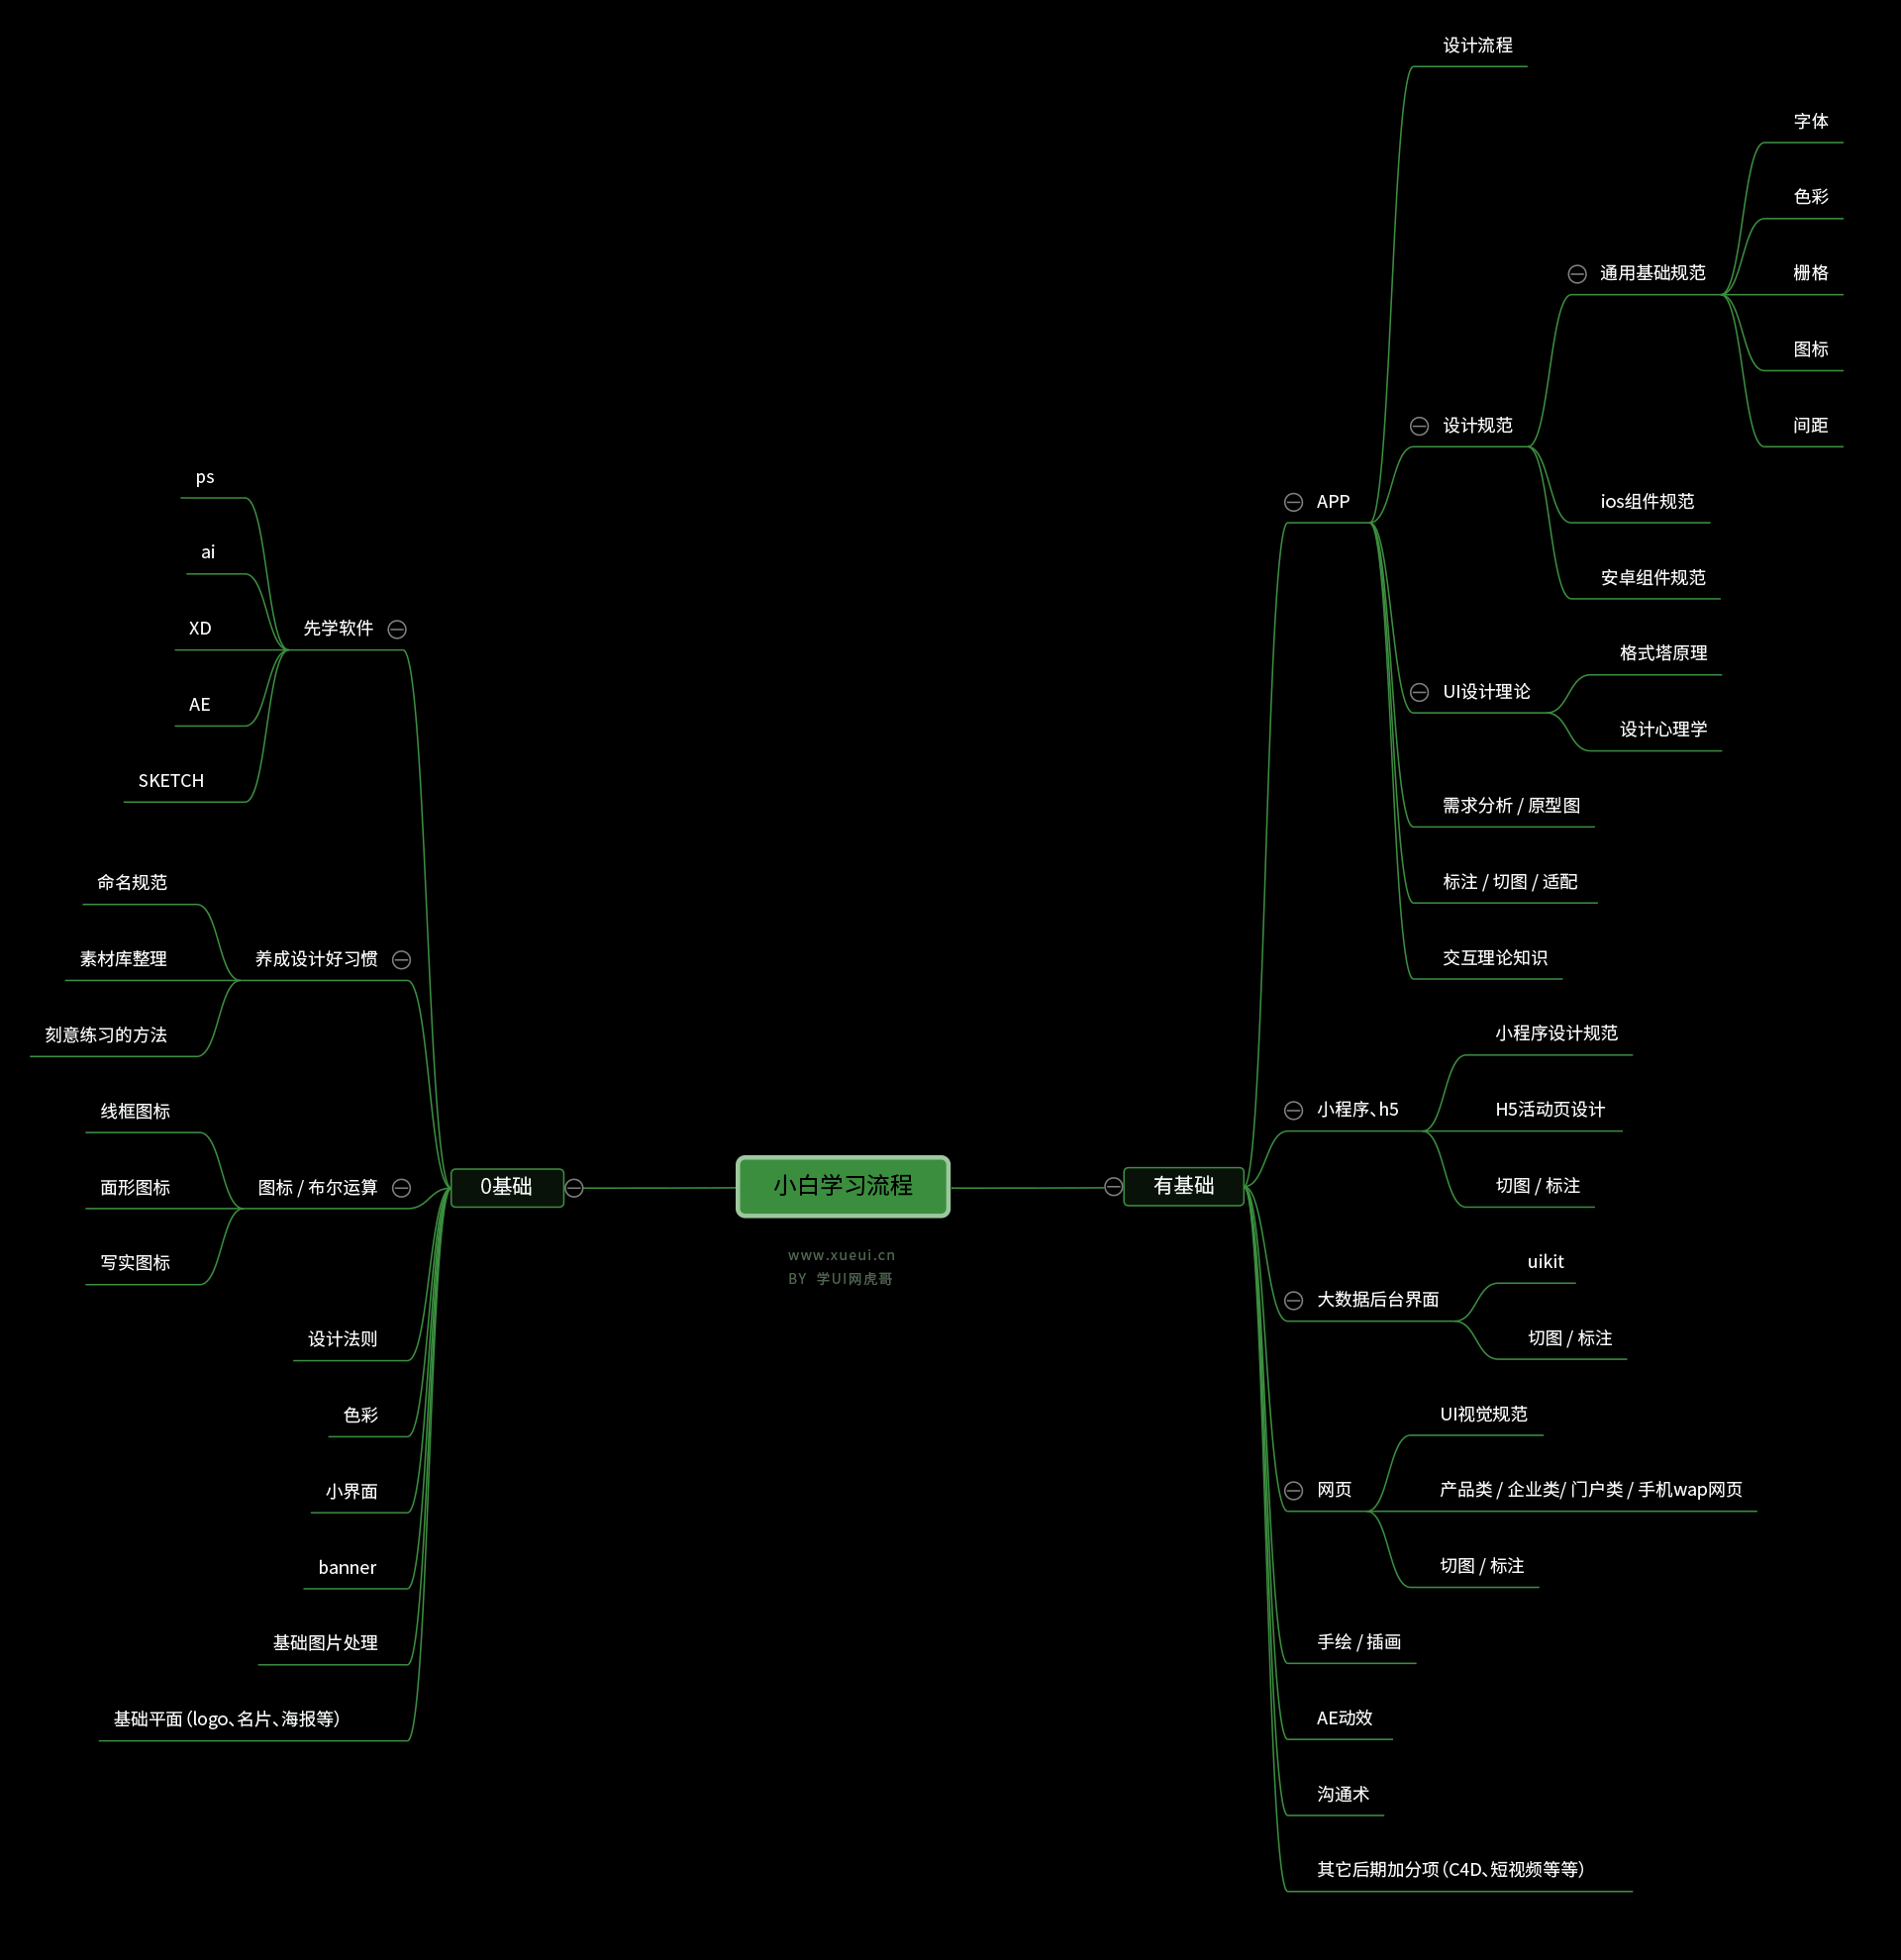 小白学习流程
www.xueui.cn
BY 学UI网虎哥
0基础
先学软件
ps
ai
XD
AE
SKETCH
养成设计好习惯
命名规范
素材库整理
刻意练习的方法
图标 / 布尔运算
线框图标
面形图标
写实图标
设计法则
色彩
小界面
banner
基础图片处理
基础平面（logo、名片、海报等）
有基础
APP
设计流程
设计规范
通用基础规范
字体
色彩
栅格
图标
间距
ios组件规范
安卓组件规范
UI设计理论
格式塔原理
设计心理学
需求分析 / 原型图
标注 / 切图 / 适配
交互理论知识
小程序、h5
小程序设计规范
H5活动页设计
切图 / 标注
大数据后台界面
uikit
切图 / 标注
网页
UI视觉规范
产品类 / 企业类/ 门户类 / 手机wap网页
切图 / 标注
手绘 / 插画
AE动效
沟通术
其它后期加分项（C4D、短视频等等）